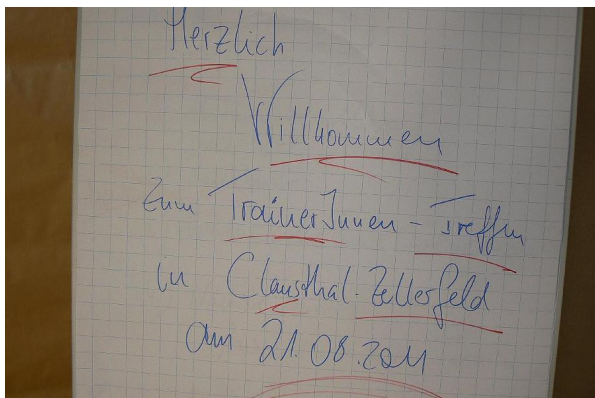 Herzlich
Willkommen
zum TrainerInnen-Treffen
in Clausthal-Zellerfeld
am 21.08.2011